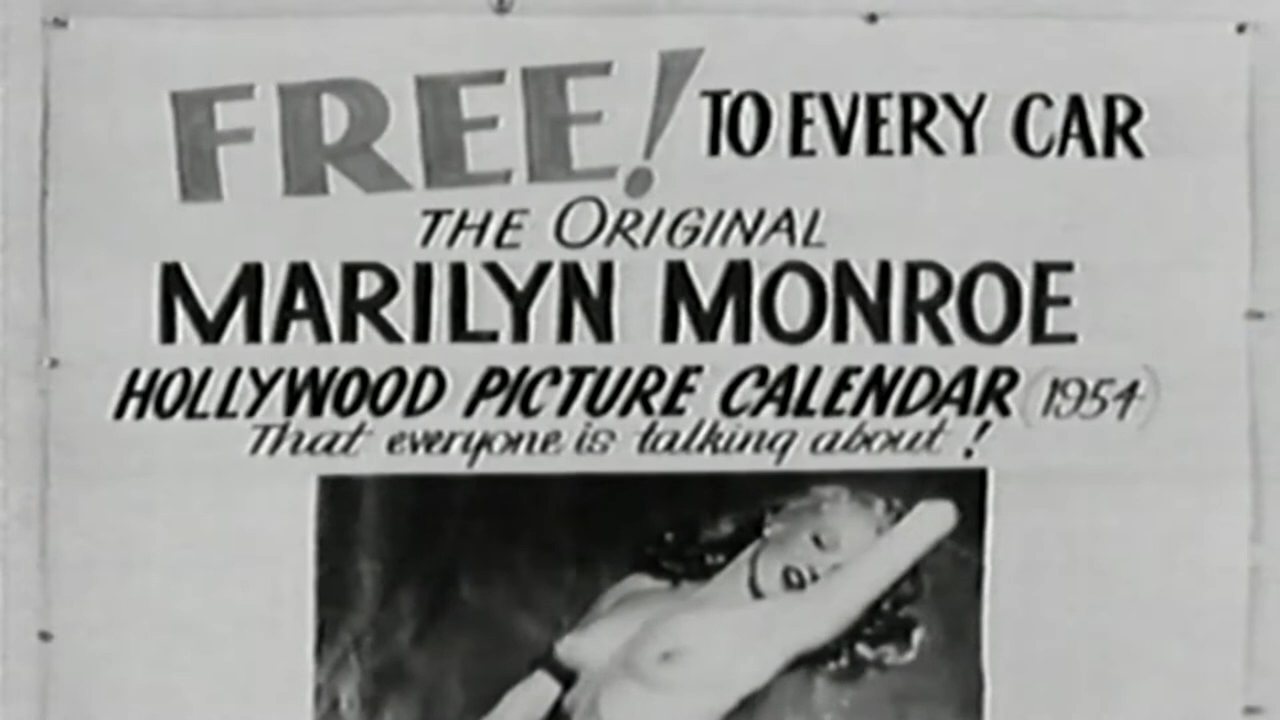 FREE! TO EVERY CAR
THE ORIGINAL
MARILYN MONROE
HOLLYWOOD PICTURE CALENDAR (1954)
That everyone is talking about!